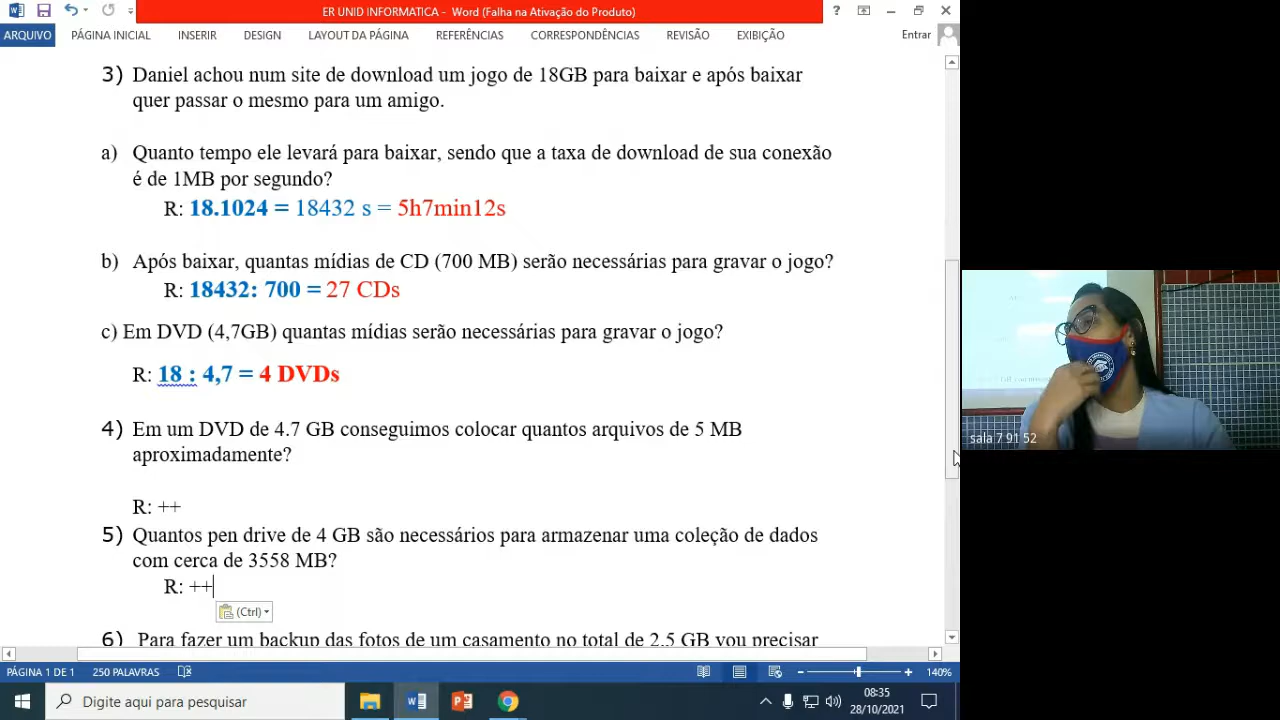 ER UNID INFORMATICA - Word (Falha na Ativação do Produto)
ARQUIVO PÁGINA INICIAL INSERIR DESIGN LAYOUT DA PÁGINA REFERÊNCIAS CORRESPONDÊNCIAS REVISÃO EXIBIÇÃO Entrar
3) Daniel achou num site de download um jogo de 18GB para baixar e após baixar
quer passar o mesmo para um amigo.
a) Quanto tempo ele levará para baixar, sendo que a taxa de download de sua conexão
é de 1MB por segundo?
R: 18.1024 = 18432 s = 5h7min12s
b) Após baixar, quantas mídias de CD (700 MB) serão necessárias para gravar o jogo?
R: 18432: 700 = 27 CDs
c) Em DVD (4,7GB) quantas mídias serão necessárias para gravar o jogo?
R: 18 : 4,7 = 4 DVDs
4) Em um DVD de 4.7 GB conseguimos colocar quantos arquivos de 5 MB
aproximadamente?
R: ++
5) Quantos pen drive de 4 GB são necessários para armazenar uma coleção de dados
com cerca de 3558 MB?
R: ++
(Ctrl)
6) Para fazer um backup das fotos de um casamento no total de 2.5 GB vou precisar
PÁGINA 1 DE 1 250 PALAVRAS 140%
Digite aqui para pesquisar
08:35
28/10/2021
sala 7 91 52